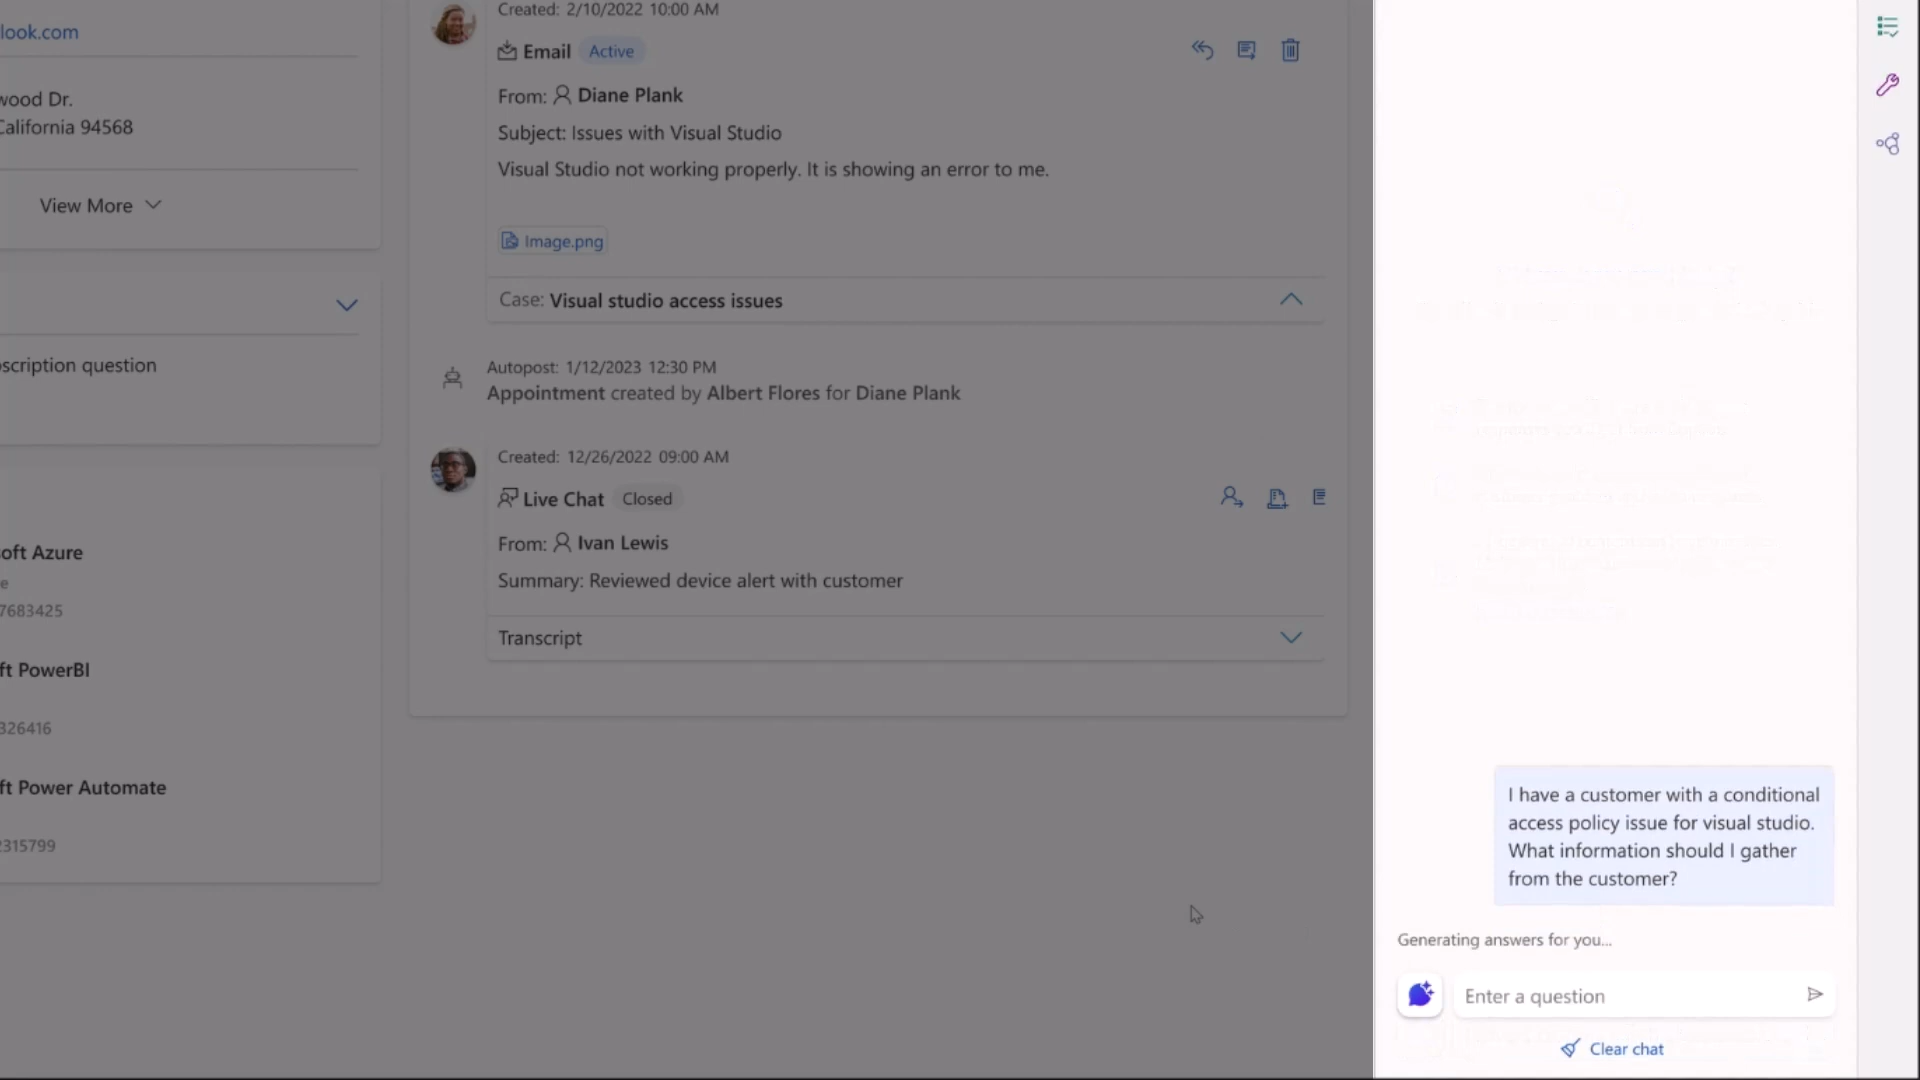 look.com
wood Dr.
California 94568
View More
scription question
soft Azure
e
7683425
ft PowerBI
326416
ft Power Automate
2315799
Created: 2/10/2022 10:00 AM
Email Active
From: Diane Plank
Subject: Issues with Visual Studio
Visual Studio not working properly. It is showing an error to me.
Image.png
Case: Visual studio access issues
Autopost: 1/12/2023 12:30 PM
Appointment created by Albert Flores for Diane Plank
Created: 12/26/2022 09:00 AM
Live Chat Closed
From: Ivan Lewis
Summary: Reviewed device alert with customer
Transcript
I have a customer with a conditional
access policy issue for visual studio.
What information should I gather
from the customer?
Generating answers for you...
Enter a question
Clear chat